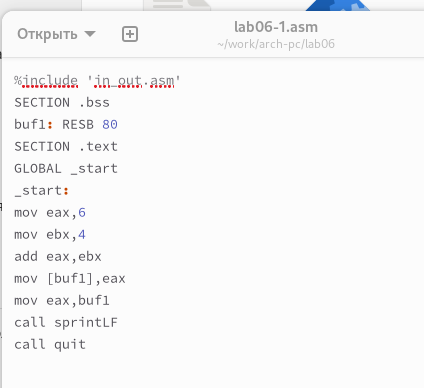 Открыть
lab06-1.asm
~/work/arch-pc/lab06
%include 'in_out.asm'
SECTION .bss
buf1: RESB 80
SECTION .text
GLOBAL _start
_start:
mov eax,6
mov ebx,4
add eax,ebx
mov [buf1],eax
mov eax,buf1
call sprintLF
call quit